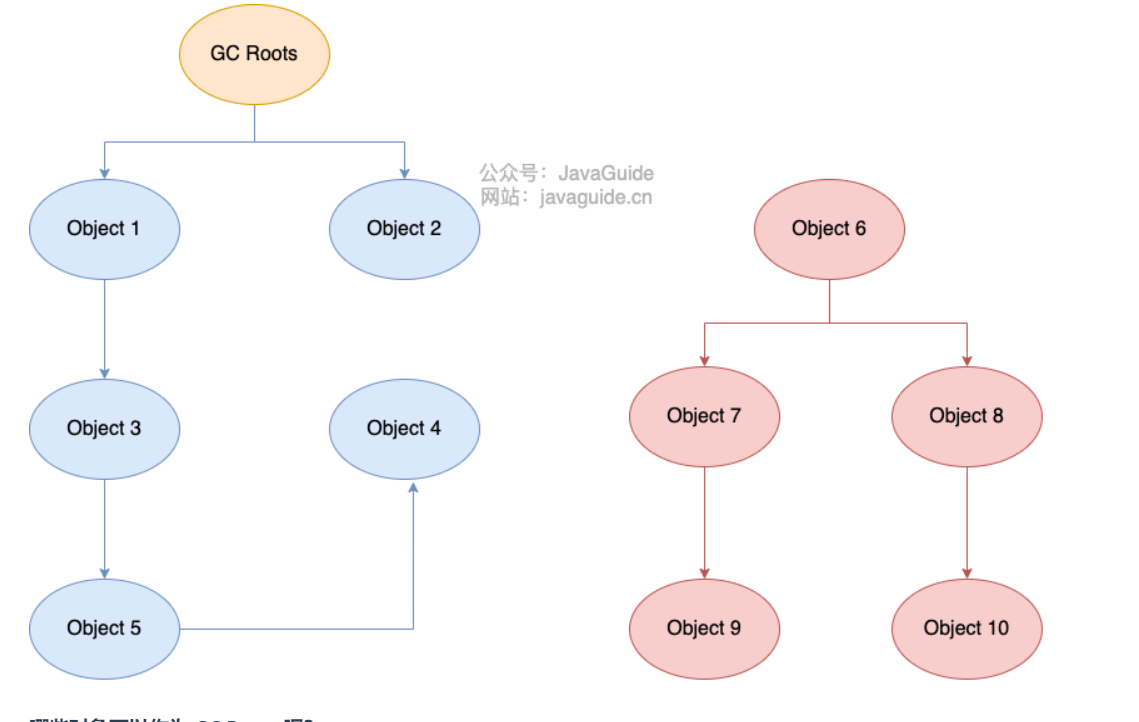 GC Roots
公众号：JavaGuide
网站：javaguide.cn
Object 1
Object 2
Object 6
Object 7
Object 8
Object 3
Object 4
Object 5
Object 9
Object 10